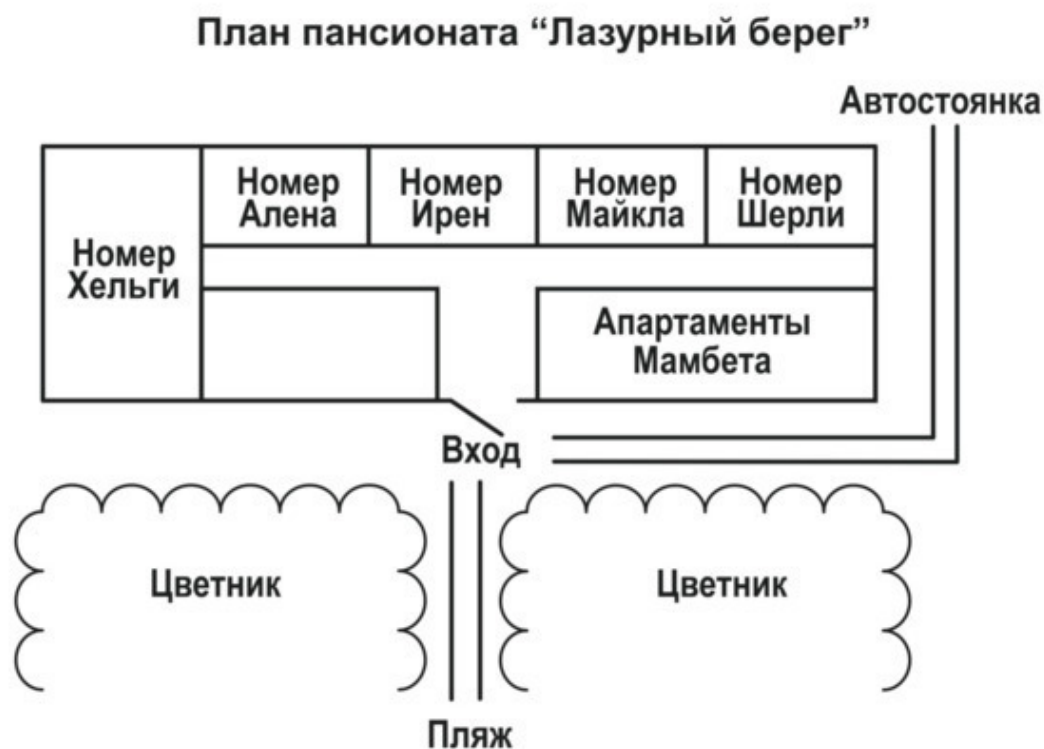 План пансионата “Лазурный берег”
Автостоянка
Номер
Хельги
Номер
Алена
Номер
Ирен
Номер
Майкла
Номер
Шерли
Апартаменты
Мамбета
Вход
Цветник
Цветник
Пляж